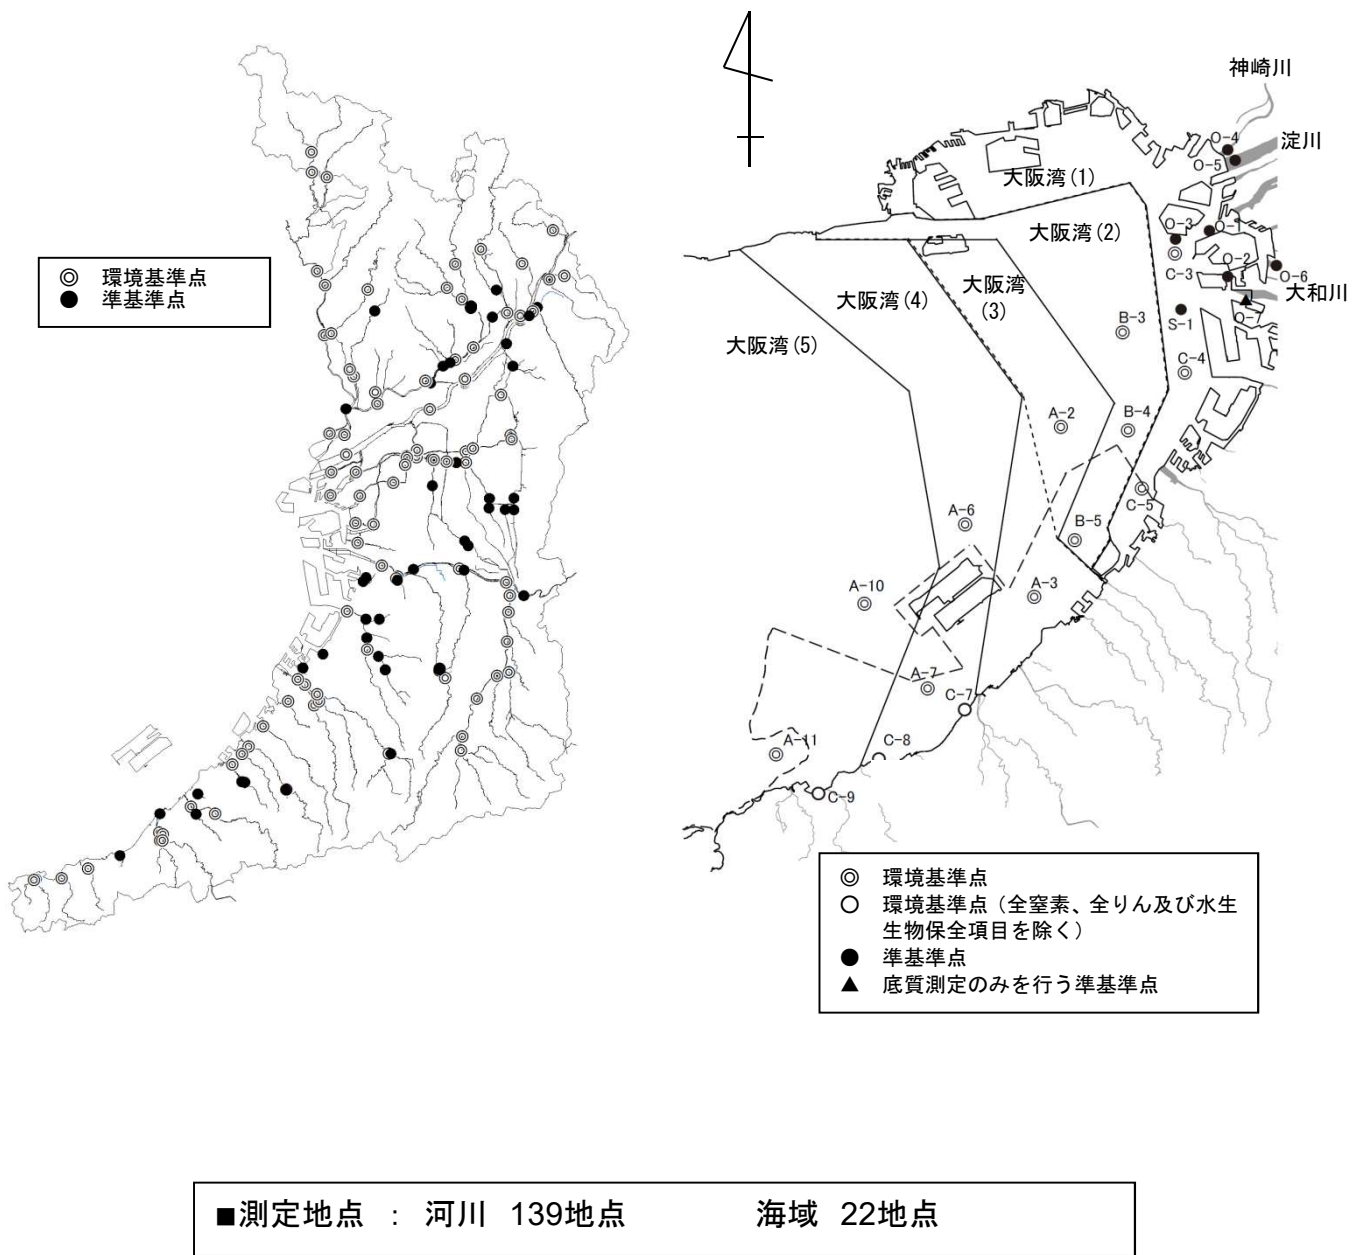 ◎ 環境基準点
● 準基準点
神崎川
淀川
O-4
O-5
大阪湾(1)
大阪湾(2)
O-3
O-1
C-3
O-2
O-6
大和川
O-7
S-1
大阪湾(4)
大阪湾
(3)
大阪湾(5)
B-3
C-4
A-2
B-4
C-5
A-6
B-5
A-10
A-3
A-7
C-7
A-11
C-8
C-9
◎ 環境基準点
○ 環境基準点(全窒素、全りん及び水生
生物保全項目を除く)
● 準基準点
▲ 底質測定のみを行う準基準点
■測定地点 : 河川 139地点 海域 22地点